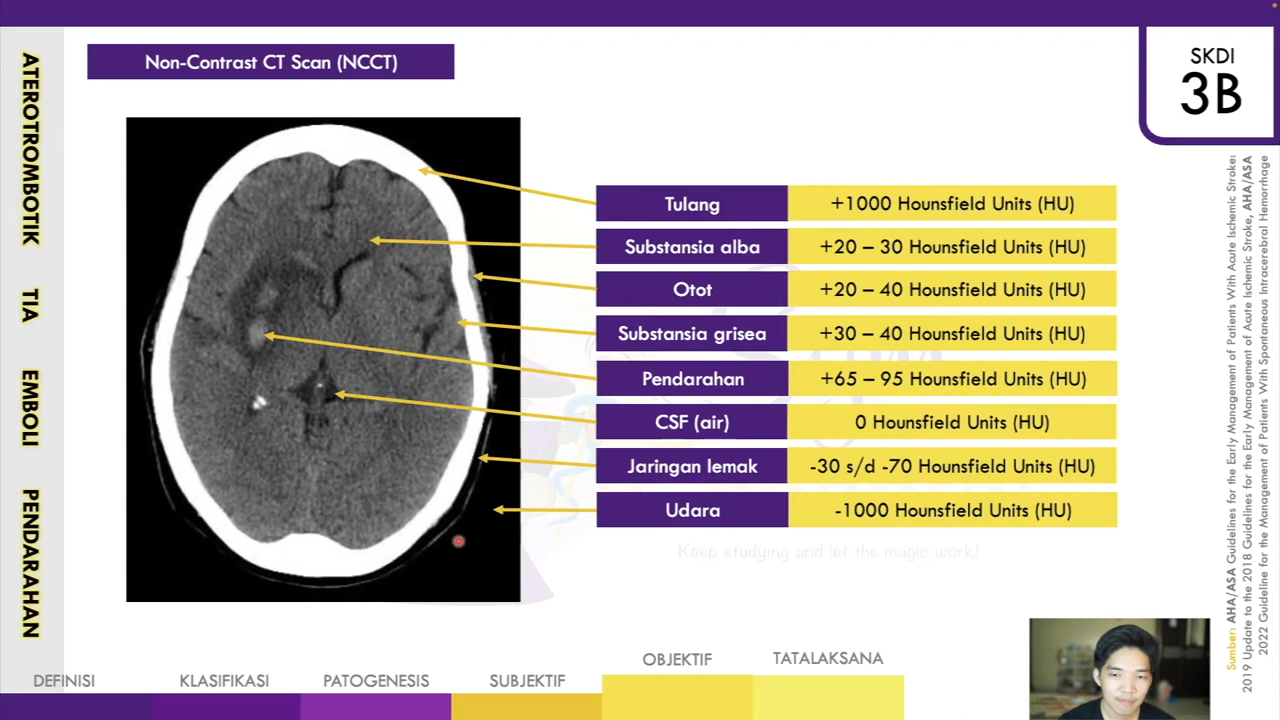 Non-Contrast CT Scan (NCCT)
SKDI
3B
ATEROTROMBOTIK
TIA
EMBOLI
PENDARAHAN
Tulang +1000 Hounsfield Units (HU)
Substansia alba +20 – 30 Hounsfield Units (HU)
Otot +20 – 40 Hounsfield Units (HU)
Substansia grisea +30 – 40 Hounsfield Units (HU)
Pendarahan +65 – 95 Hounsfield Units (HU)
CSF (air) 0 Hounsfield Units (HU)
Jaringan lemak -30 s/d -70 Hounsfield Units (HU)
Udara -1000 Hounsfield Units (HU)
Keep studying and let the magic work!
Sumber: AHA/ASA Guidelines for the Early Management of Patients With Acute Ischemic Stroke:
2019 Update to the 2018 Guidelines for the Early Management of Acute Ischemic Stroke, AHA/ASA
2022 Guideline for the Management of Patients With Spontaneous Intracerebral Hemorrhage
DEFINISI
KLASIFIKASI
PATOGENESIS
SUBJEKTIF
OBJEKTIF
TATALAKSANA